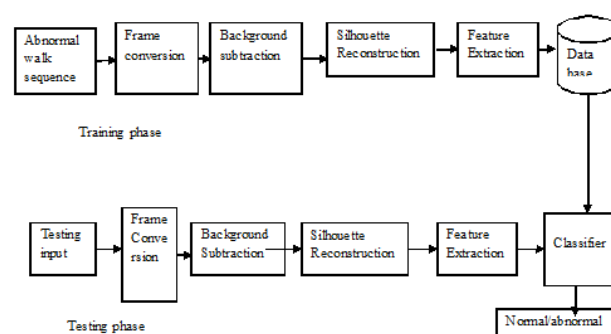 Abnormal
walk
sequence
Frame
conversion
Background
subtraction
Silhouette
Reconstruction
Feature
Extraction
Data
base
Training phase
Testing
input
Frame
Conve
rsion
Background
Subtraction
Silhouette
Reconstruction
Feature
Extraction
Classifier
Normal/abnormal
Testing phase